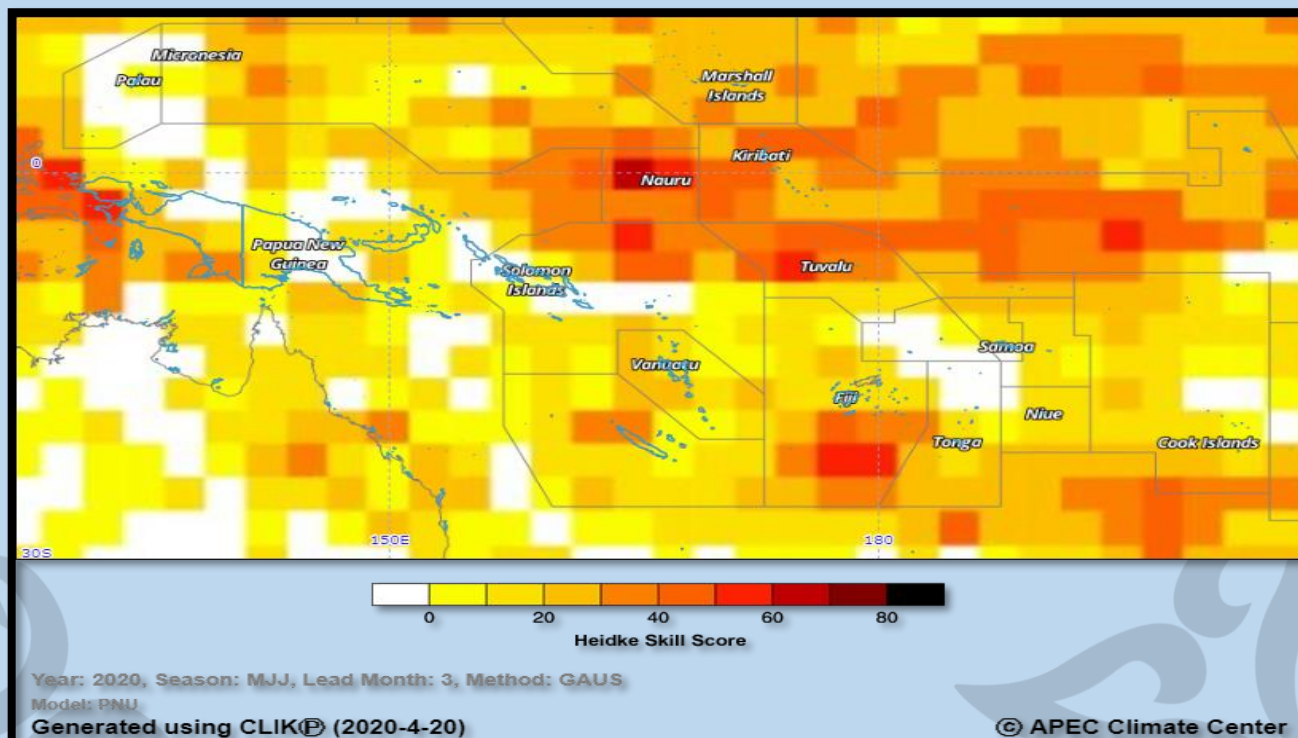 Micronesia
Palau
Marshall
Islands
0
Kiribati
Nauru
Papua New
Guinea
Solomon
Islands
Tuvalu
Vanuatu
Samoa
Fiji
Niue
Tonga
Cook Islands
30S
150E
180
0
20
40
60
80
Heidke Skill Score
Year: 2020, Season: MJJ, Lead Month: 3, Method: GAUS
Model: PNU
Generated using CLIKⓅ (2020-4-20)
© APEC Climate Center